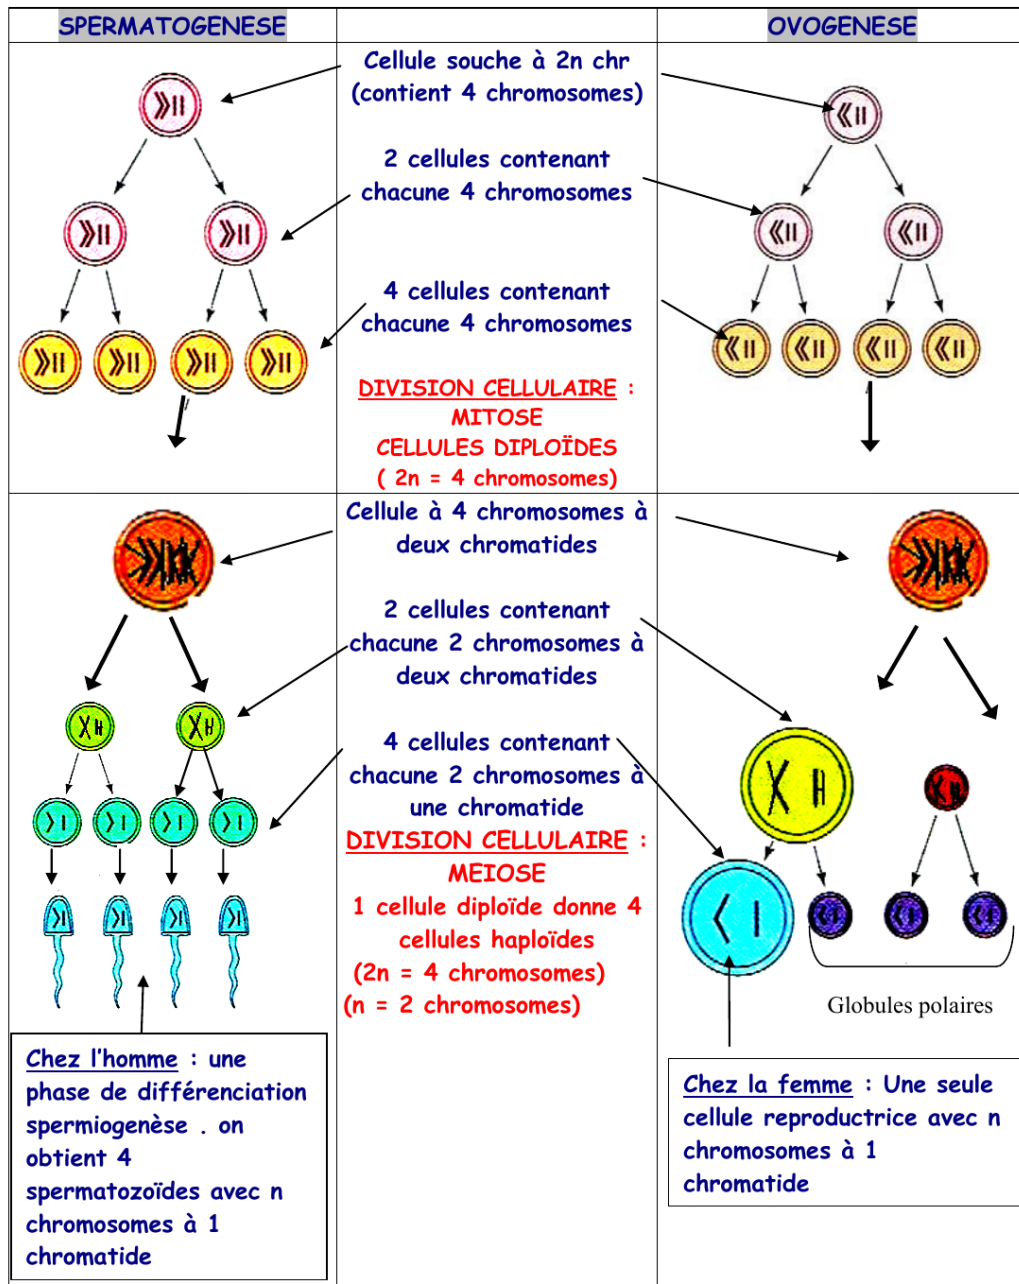 SPERMATOGENESE
OVOGENESE
Cellule souche à 2n chr
(contient 4 chromosomes)
2 cellules contenant
chacune 4 chromosomes
4 cellules contenant
chacune 4 chromosomes
DIVISION CELLULAIRE :
MITOSE
CELLULES DIPLOÏDES
( 2n = 4 chromosomes)
Cellule à 4 chromosomes à
deux chromatides
2 cellules contenant
chacune 2 chromosomes à
deux chromatides
4 cellules contenant
chacune 2 chromosomes à
une chromatide
DIVISION CELLULAIRE :
MEIOSE
1 cellule diploïde donne 4
cellules haploïdes
(2n = 4 chromosomes)
(n = 2 chromosomes)
Globules polaires
Chez l'homme : une
phase de différenciation
spermiogenèse . on
obtient 4
spermatozoïdes avec n
chromosomes à 1
chromatide
Chez la femme : Une seule
cellule reproductrice avec n
chromosomes à 1
chromatide